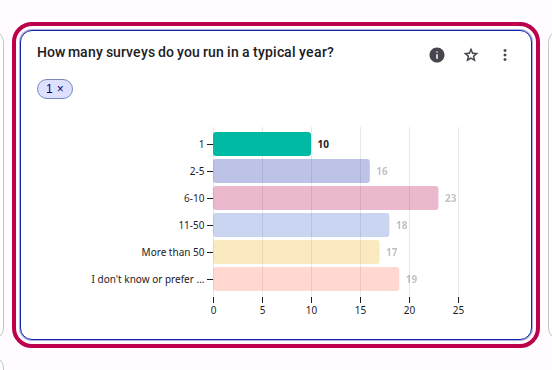 How many surveys do you run in a typical year?
1 ×
1 10
2-5 16
6-10 23
11-50 18
More than 50 17
I don't know or prefer ... 19
0 5 10 15 20 25